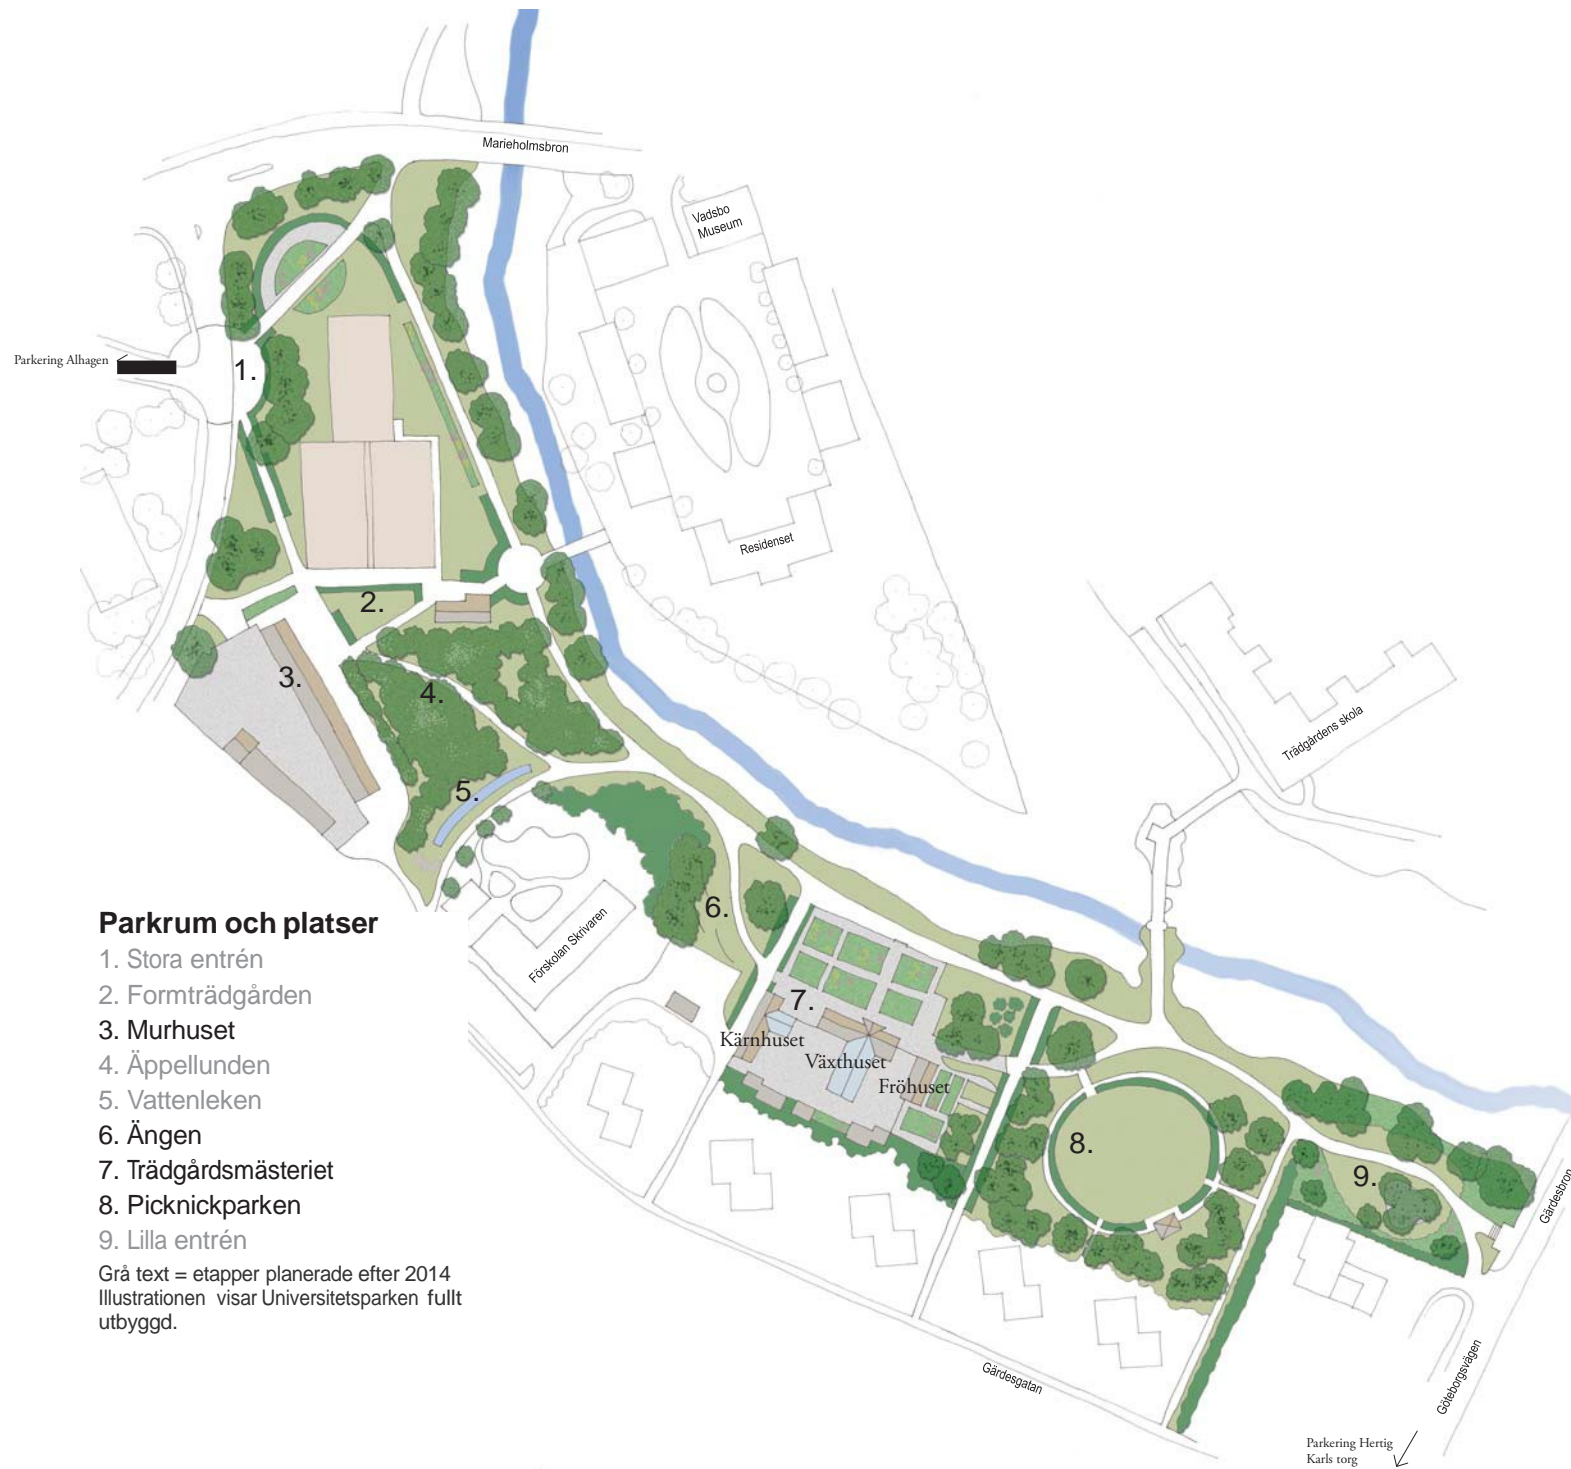 Marieholmsbron
Vadsbo
Museum
Parkering Alhagen
1.
Residenset
2.
3.
4.
Trädgårdens skola
5.
6.
Förskolan Skrivaren
7.
Kärnhuset
Växthuset
Fröhuset
8.
9.
Gärdesbron
Gärdesgatan
Göteborgsvägen
Parkering Hertig
Karls torg
Parkrum och platser
1. Stora entrén
2. Formträdgården
3. Murhuset
4. Äppellunden
5. Vattenleken
6. Ängen
7. Trädgårdsmästeriet
8. Picknickparken
9. Lilla entrén
Grå text = etapper planerade efter 2014
Illustrationen visar Universitetsparken fullt
utbyggd.